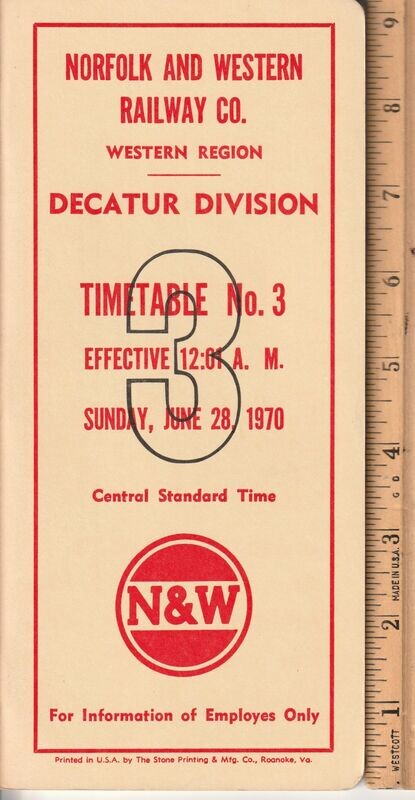 NORFOLK AND WESTERN
RAILWAY CO.
WESTERN REGION
DECATUR DIVISION
3
TIMETABLE No. 3
EFFECTIVE 12:01 A. M.
SUNDAY, JUNE 28, 1970
Central Standard Time
N&W
For Information of Employes Only
Printed in U.S.A. by The Stone Printing & Mfg. Co., Roanoke, Va.
9
8
7
6
5
4
3
2
1
MADE IN U.S.A.
WESTCOTT